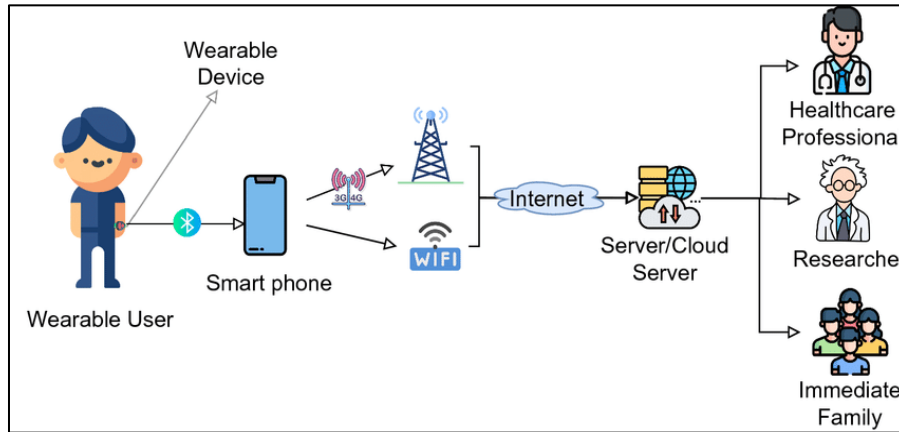 Wearable
Device
3G 4G
Internet
Healthcare
Professiona
WIFI
Smart phone
Server/Cloud
Server
Researche
Wearable User
Immediate
Family